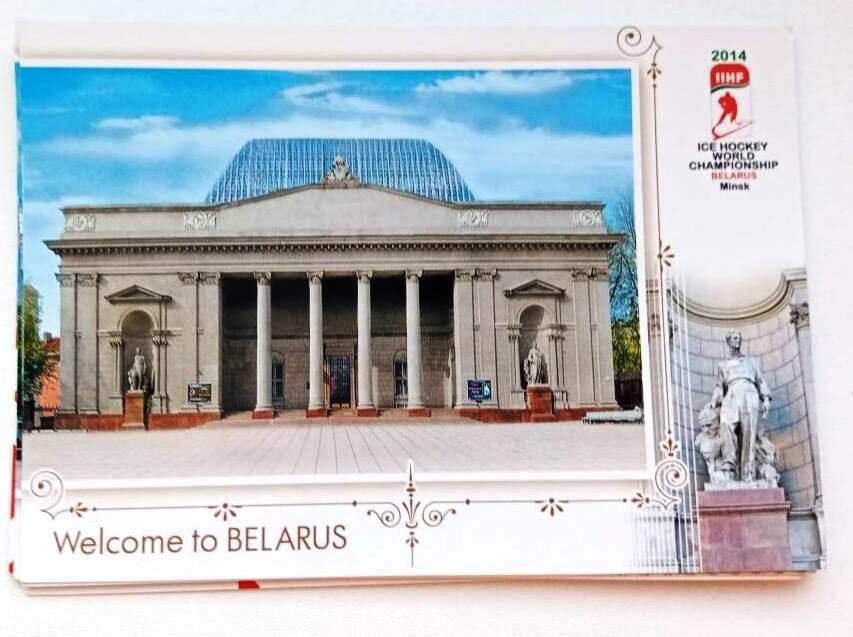 2014
IIHF
ICE HOCKEY
WORLD
CHAMPIONSHIP
BELARUS
Minsk
Welcome to BELARUS